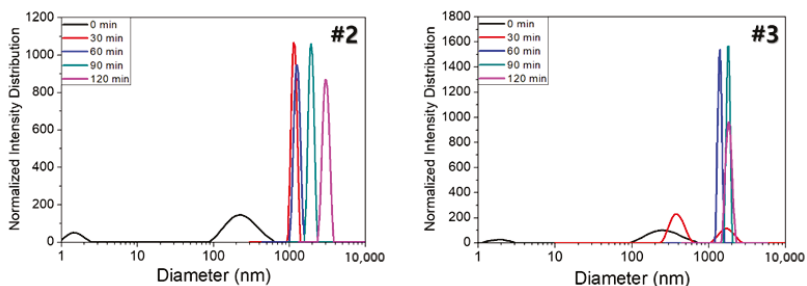 #2
0 min
30 min
60 min
90 min
120 min
Normalized Intensity Distribution
1200
1000
800
600
400
200
0
1
10
100
1000
10,000
Diameter (nm)
#3
0 min
30 min
60 min
90 min
120 min
Normalized Intensity Distribution
1800
1600
1400
1200
1000
800
600
400
200
0
1
10
100
1000
10,000
Diameter (nm)